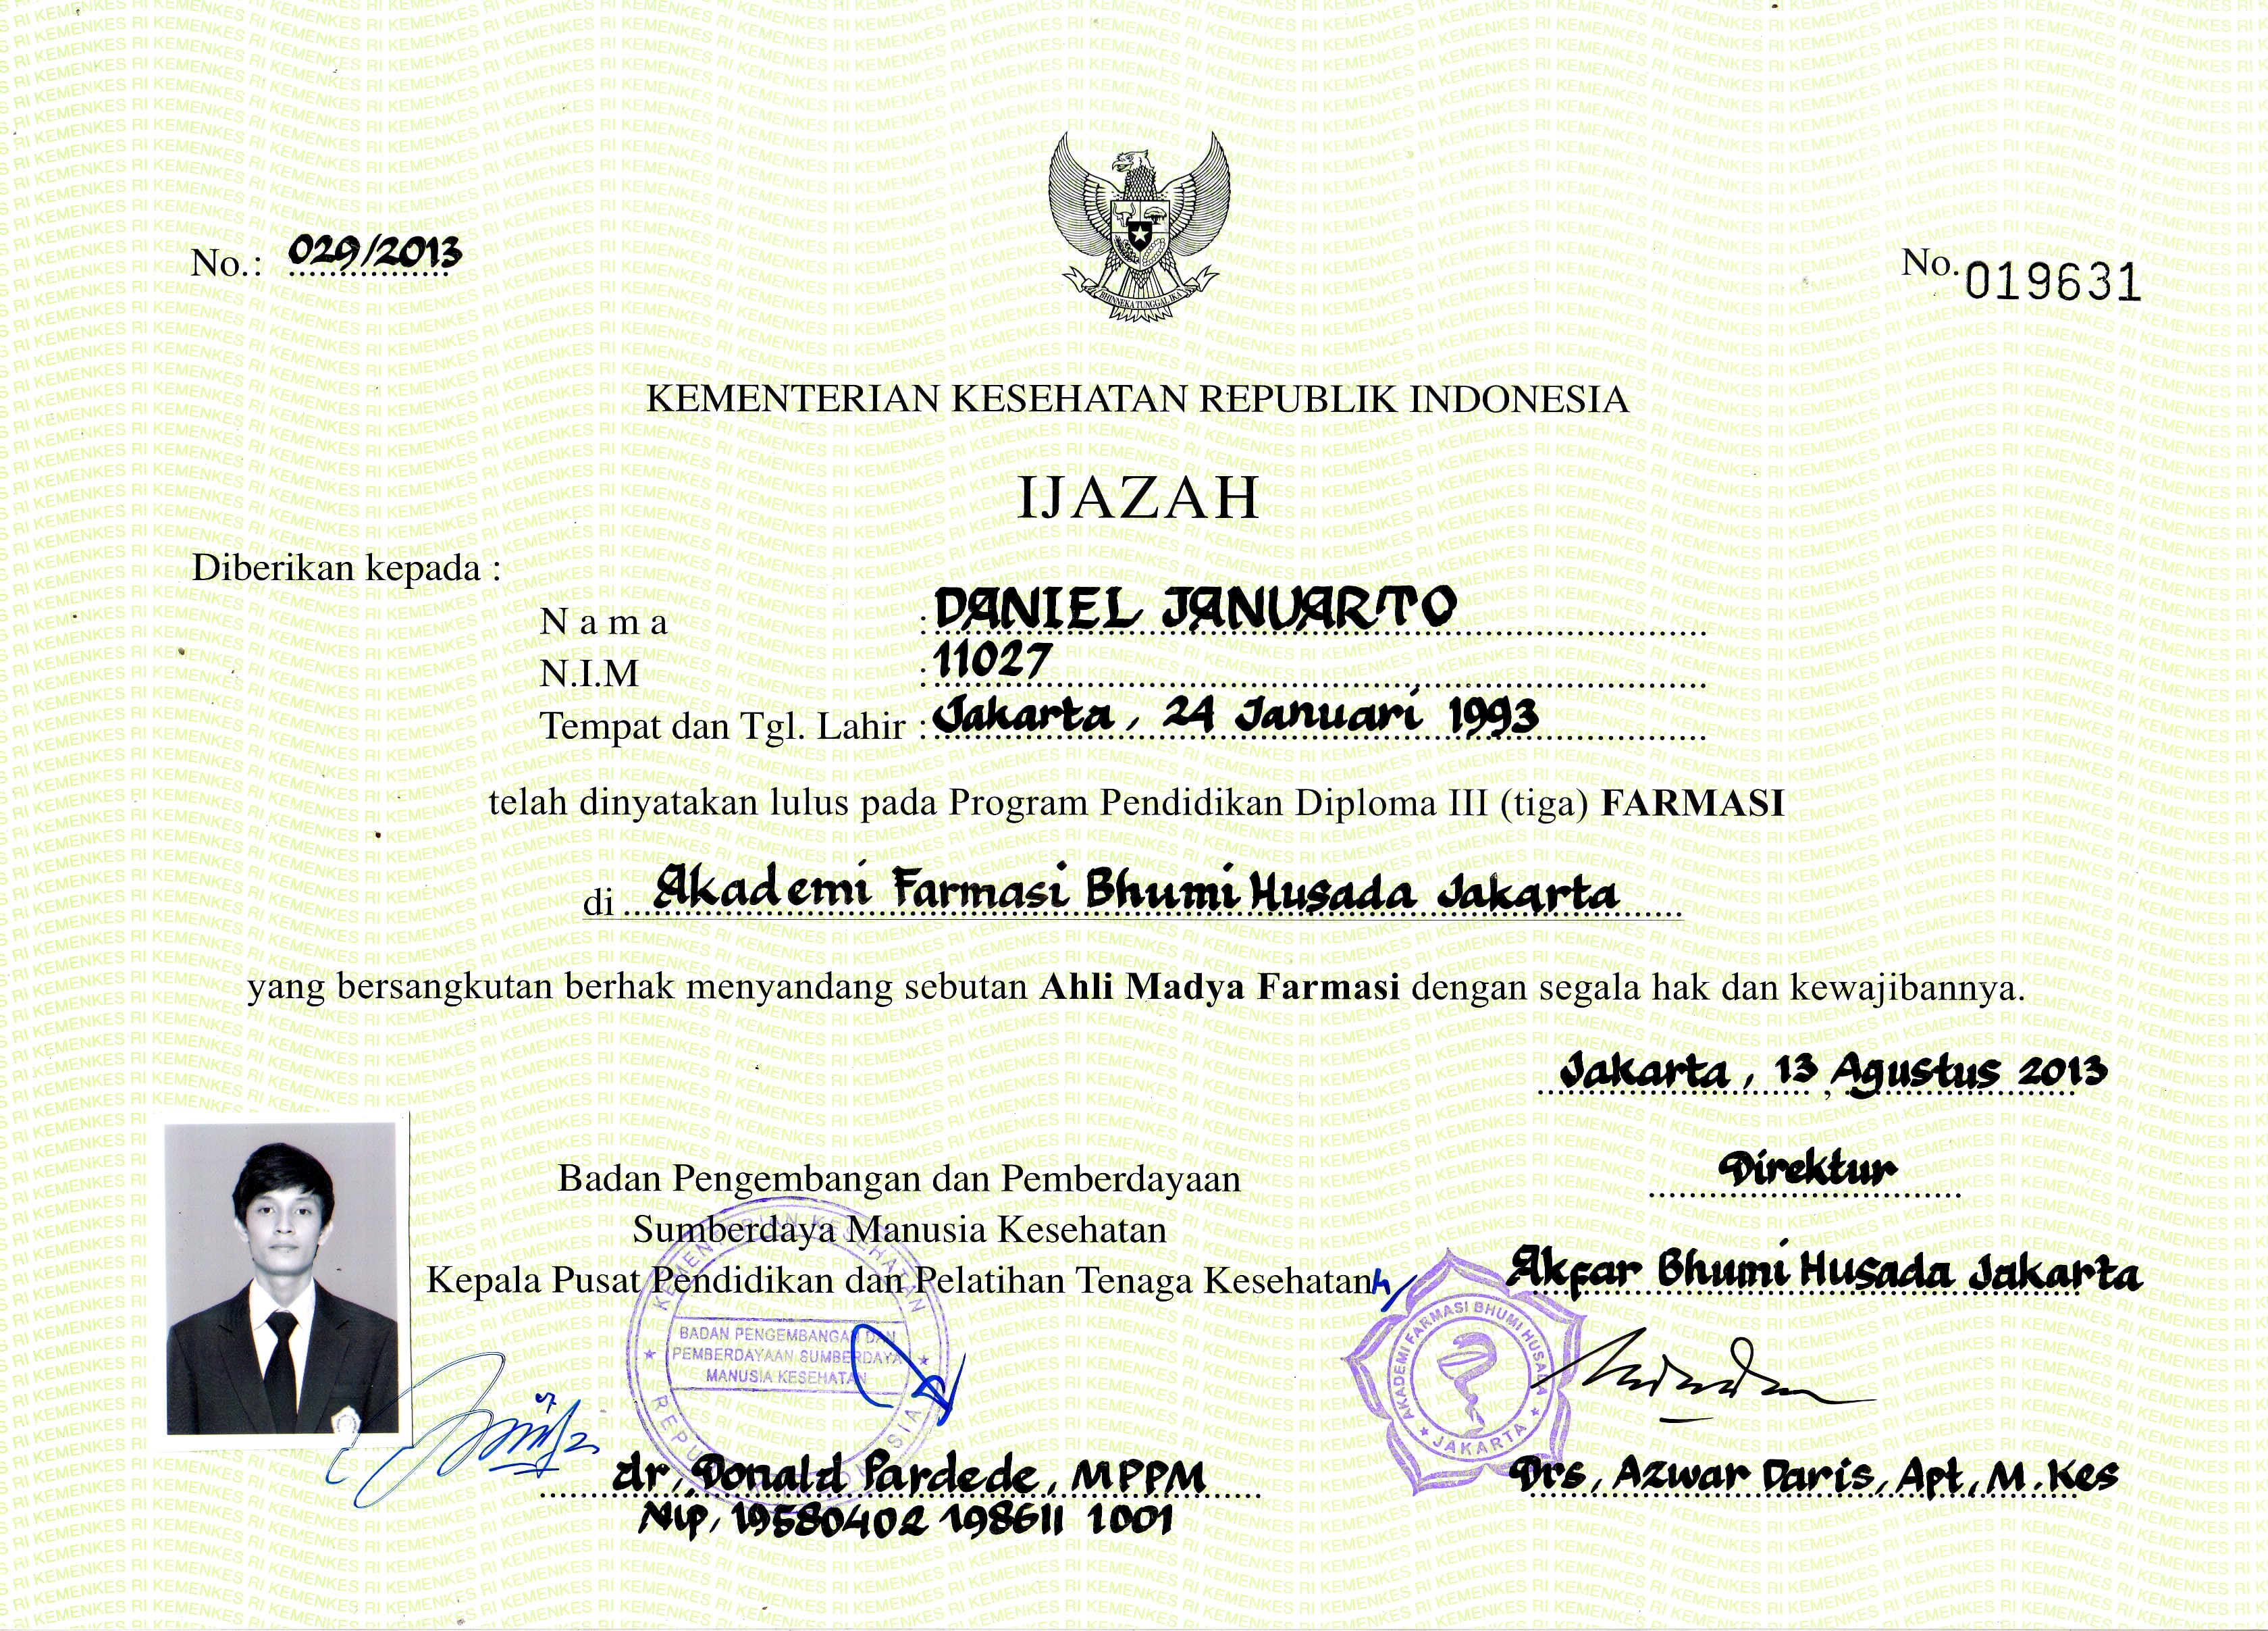 No.: 029/2013
No. 019631
BHINNEKA TUNGGAL IKA
KEMENTERIAN KESEHATAN REPUBLIK INDONESIA
IJAZAH
Diberikan kepada :
Nama : DANIEL JANUARTO
N.I.M : 11027
Tempat dan Tgl. Lahir : Jakarta, 24 Januari 1993
telah dinyatakan lulus pada Program Pendidikan Diploma III (tiga) FARMASI
di Akademi Farmasi Bhumi Husada Jakarta
yang bersangkutan berhak menyandang sebutan Ahli Madya Farmasi dengan segala hak dan kewajibannya.
Jakarta, 13 Agustus 2013
Direktur
Akfar Bhumi Husada Jakarta
Badan Pengembangan dan Pemberdayaan
Sumberdaya Manusia Kesehatan
Kepala Pusat Pendidikan dan Pelatihan Tenaga Kesehatan
KEMENTERIAN KESEHATAN
BADAN PENGEMBANGAN DAN
PEMBERDAYAAN SUMBERDAYA
MANUSIA KESEHATAN
AKADEMI FARMASI BHUMI HUSADA
JAKARTA
dr, Donald Pardede, MPPM
Nip, 19580402 198611 1001
Drs, Azwar Daris, Apt, M.Kes
KEMENKES RI